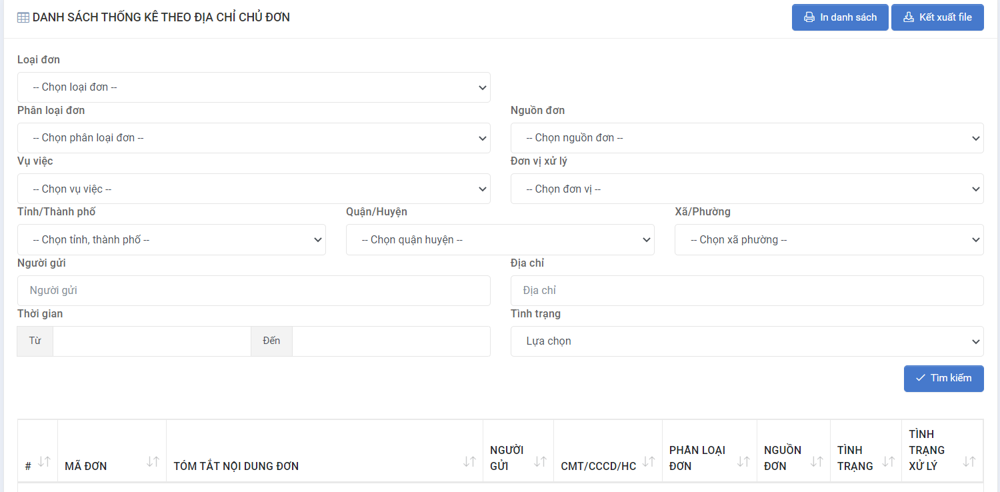 DANH SÁCH THỐNG KÊ THEO ĐỊA CHỈ CHỦ ĐƠN
In danh sách
Kết xuất file
Loại đơn
-- Chọn loại đơn --
Phân loại đơn
Nguồn đơn
-- Chọn phân loại đơn --
-- Chọn nguồn đơn --
Vụ việc
Đơn vị xử lý
-- Chọn vụ việc --
-- Chọn đơn vị --
Tỉnh/Thành phố
Quận/Huyện
Xã/Phường
-- Chọn tỉnh, thành phố --
-- Chọn quận huyện --
-- Chọn xã phường --
Người gửi
Địa chỉ
Người gửi
Địa chỉ
Thời gian
Tình trạng
Từ
Đến
Lựa chọn
Tìm kiếm
#
MÃ ĐƠN
TÓM TẮT NỘI DUNG ĐƠN
NGƯỜI
GỬI
CMT/CCCD/HC
PHÂN LOẠI
ĐƠN
NGUỒN
ĐƠN
TÌNH
TRẠNG
TÌNH
TRẠNG
XỬ LÝ